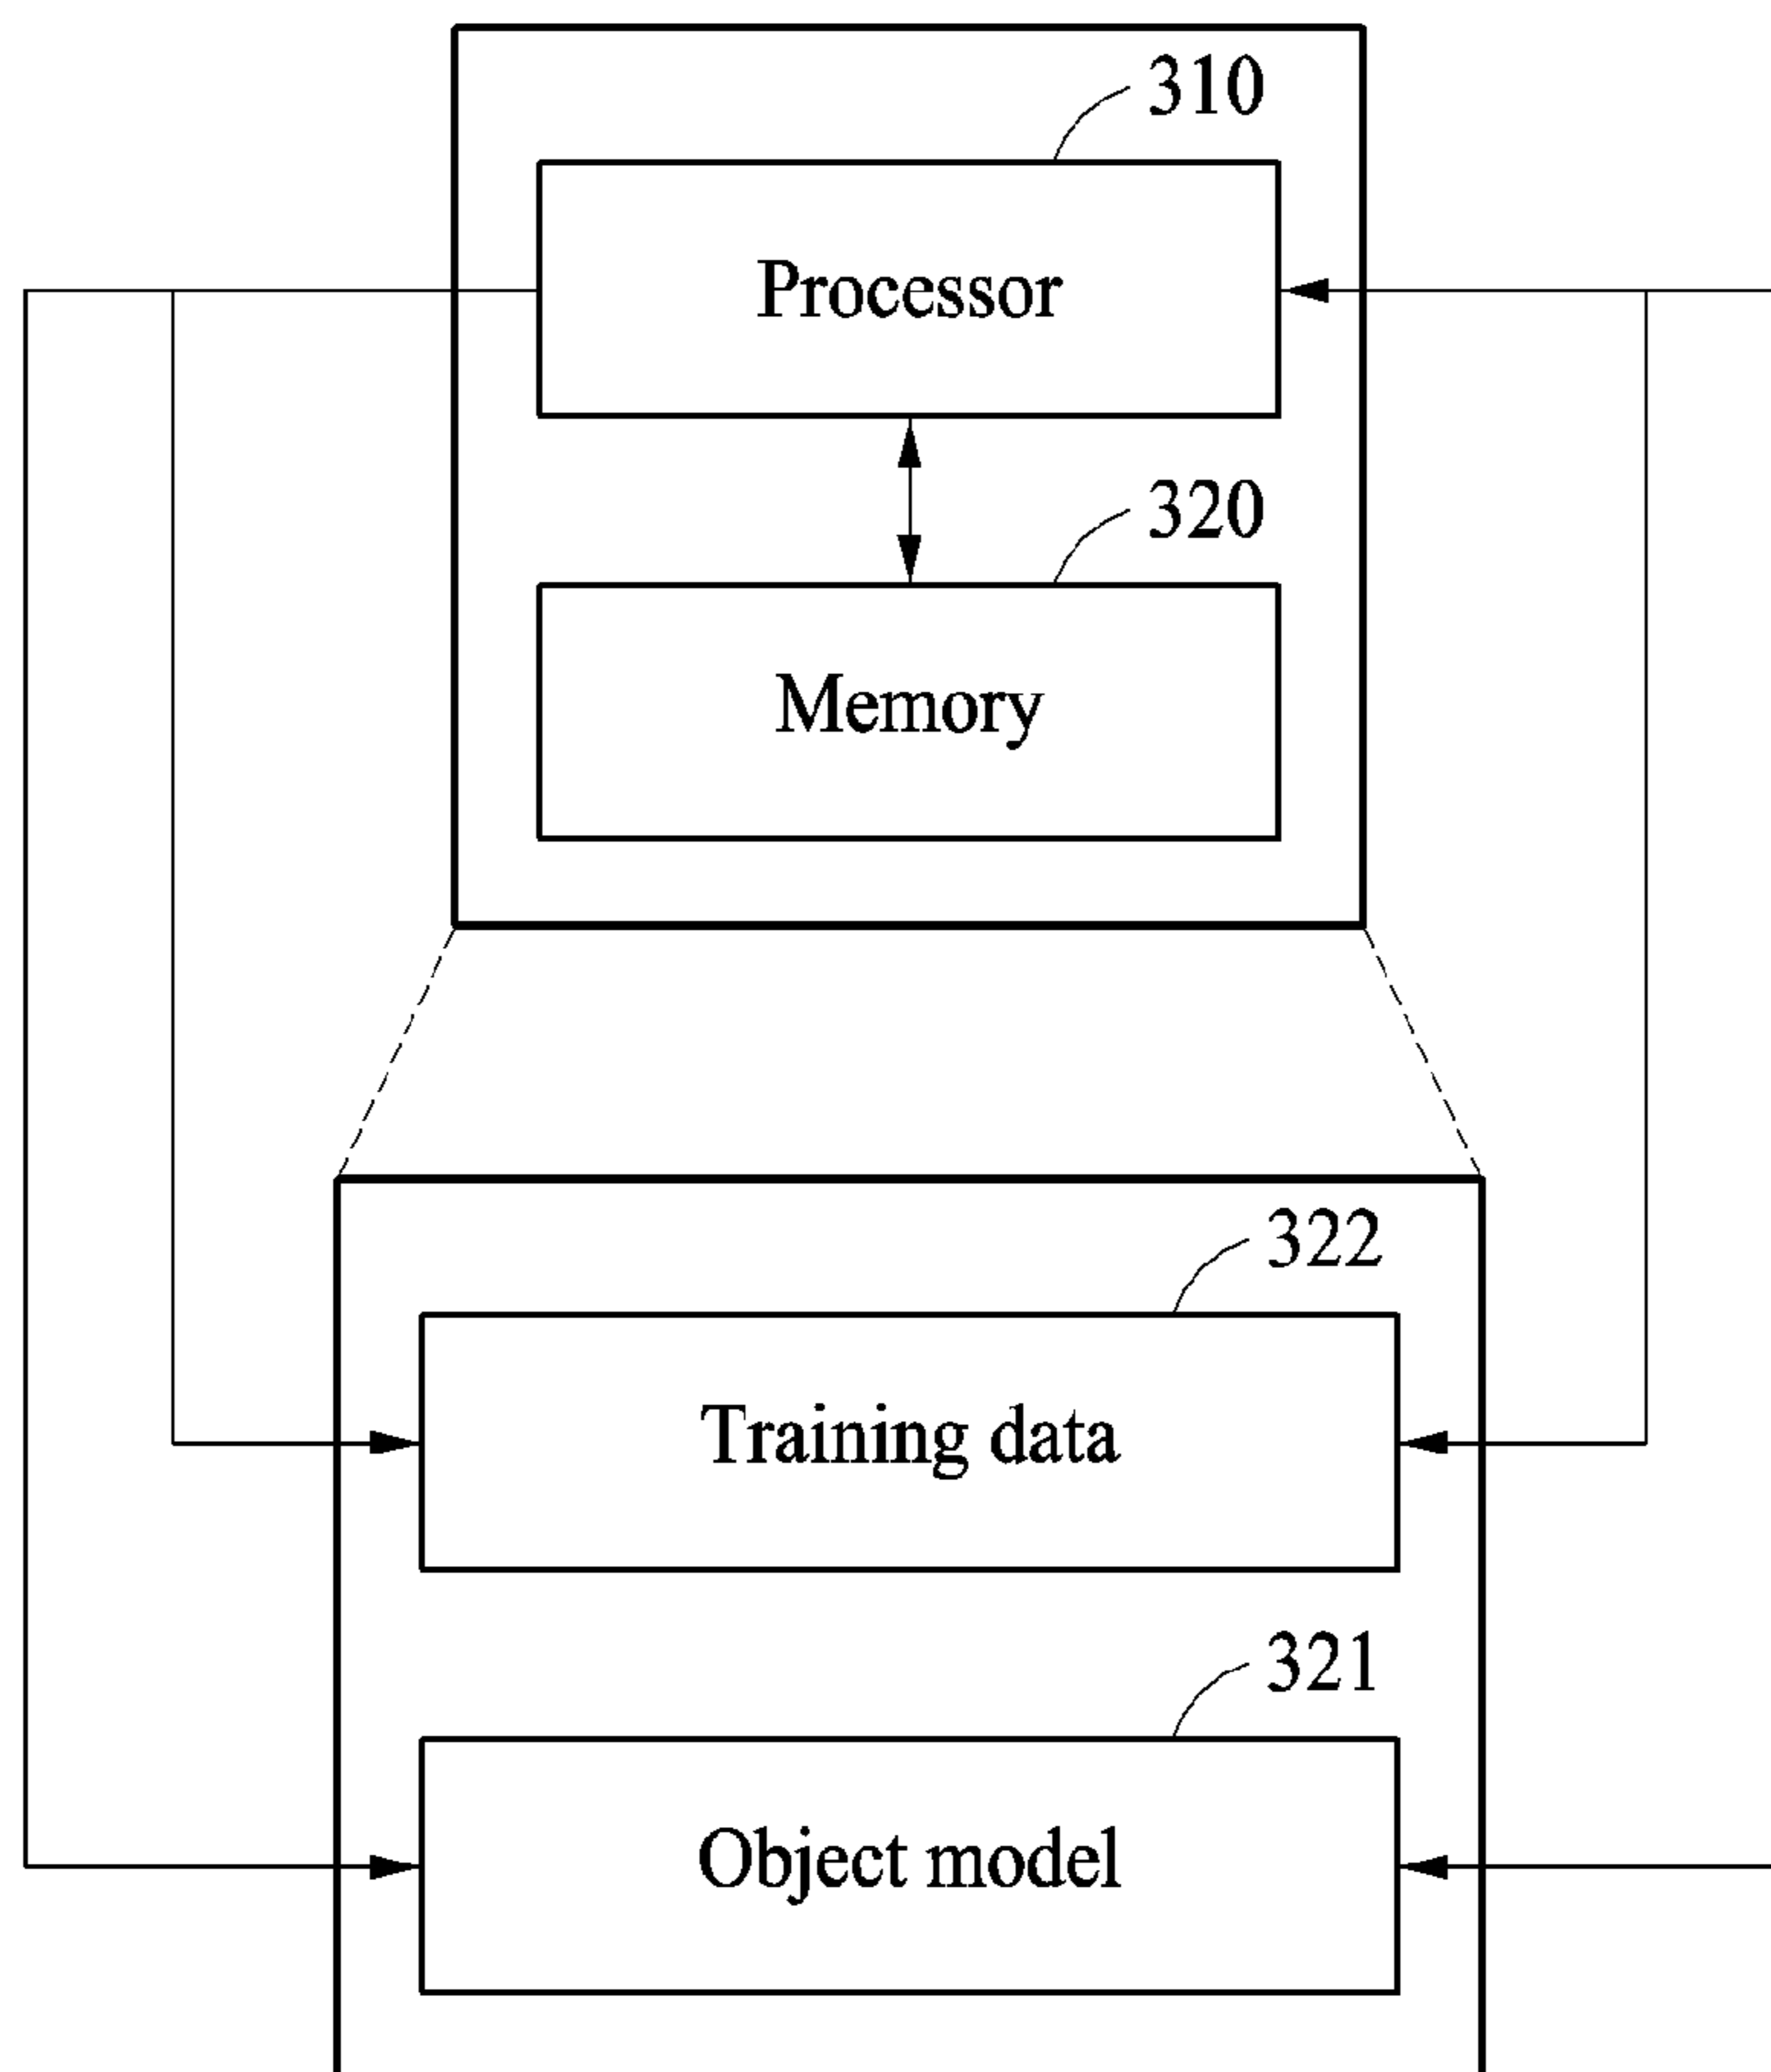 310
Processor
320
Memory
322
Training data
321
Object model